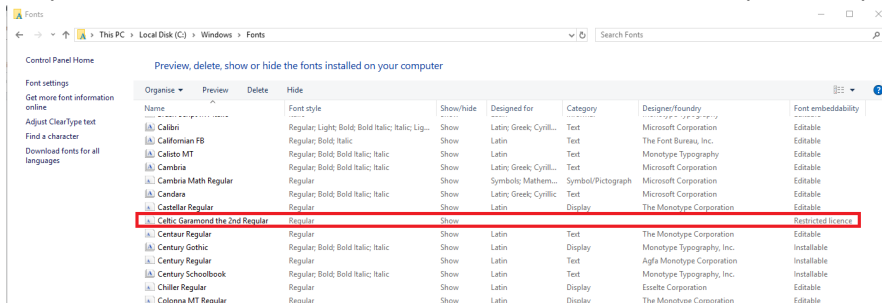 Fonts
This PC > Local Disk (C:) > Windows > Fonts
Search Fonts
Control Panel Home
Font settings
Get more font information
online
Adjust ClearType text
Find a character
Download fonts for all
languages
Preview, delete, show or hide the fonts installed on your computer
Organise Preview Delete Hide
Name Font style Show/hide Designed for Category Designer/foundry Font embeddability
Calibri Regular; Light; Bold; Bold Italic; Italic; Lig... Show Latin; Greek; Cyrill... Text Microsoft Corporation Editable
Californian FB Regular; Bold; Italic Show Latin Text The Font Bureau, Inc. Editable
Calisto MT Regular; Bold; Bold Italic; Italic Show Latin Text Monotype Typography Editable
Cambria Regular; Bold; Bold Italic; Italic Show Latin; Greek; Cyrill... Text Microsoft Corporation Editable
Cambria Math Regular Regular Show Symbols; Mathem... Symbol/Pictograph Microsoft Corporation Editable
Candara Regular; Bold; Bold Italic; Italic Show Latin; Greek; Cyrillic Text Microsoft Corporation Editable
Castellar Regular Regular Show Latin Display The Monotype Corporation Editable
Celtic Garamond the 2nd Regular Regular Show Restricted licence
Centaur Regular Regular Show Latin Text The Monotype Corporation Editable
Century Gothic Regular; Bold; Bold Italic; Italic Show Latin Display Monotype Typography, Inc. Installable
Century Regular Regular Show Latin Text Agfa Monotype Corporation Installable
Century Schoolbook Regular; Bold; Bold Italic; Italic Show Latin Text Monotype Typography, Inc. Installable
Chiller Regular Regular Show Latin Display Esselte Corporation Editable
Colonna MT Regular Regular Show Latin Display The Monotype Corporation Editable